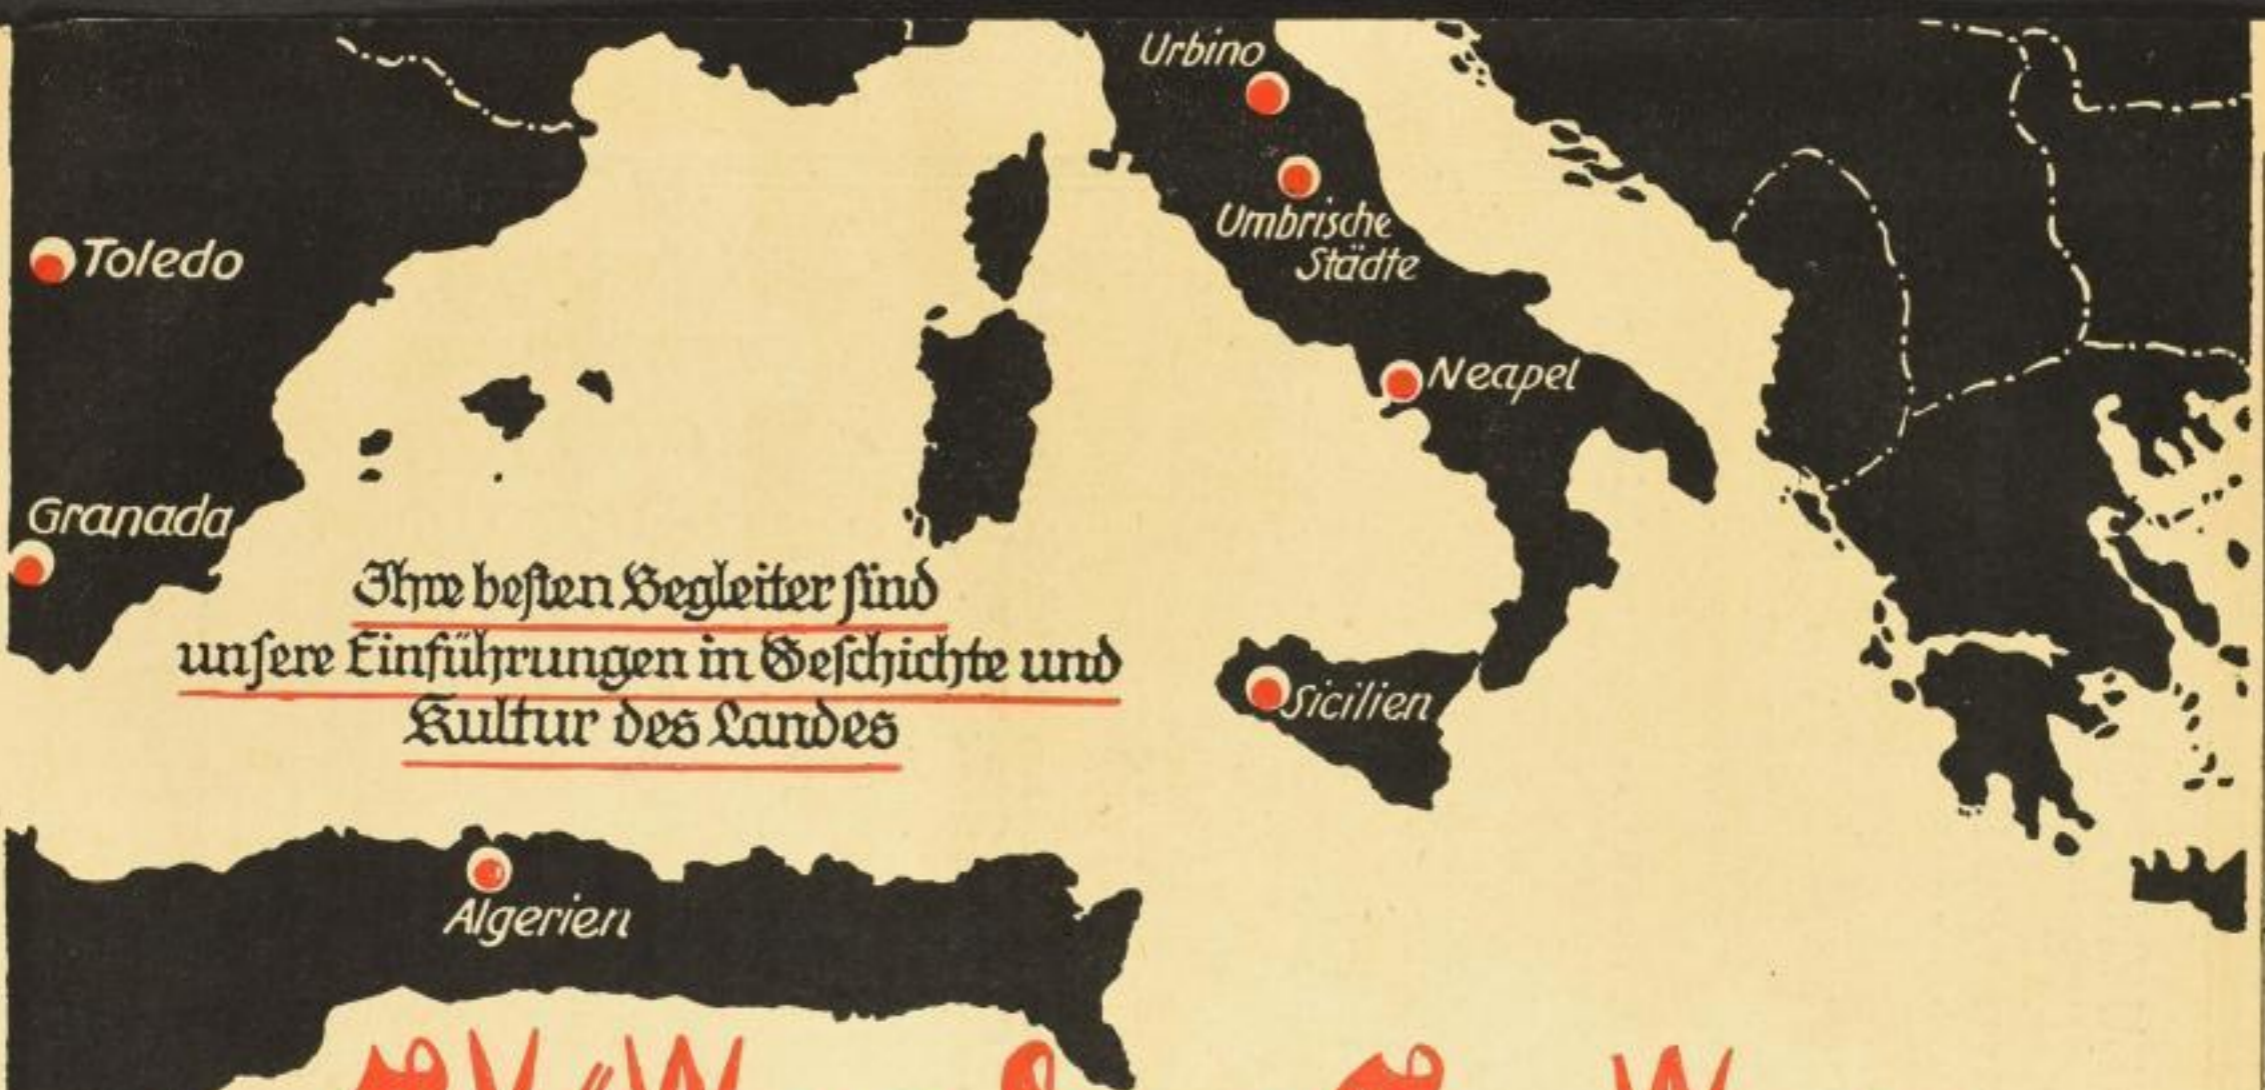 Urbino
Umbrische
Städte
Toledo
Neapel
Granada
Ihre besten Begleiter sind
unsere Einführungen in Geschichte und
Kultur des Landes
Sicilien
Algerien